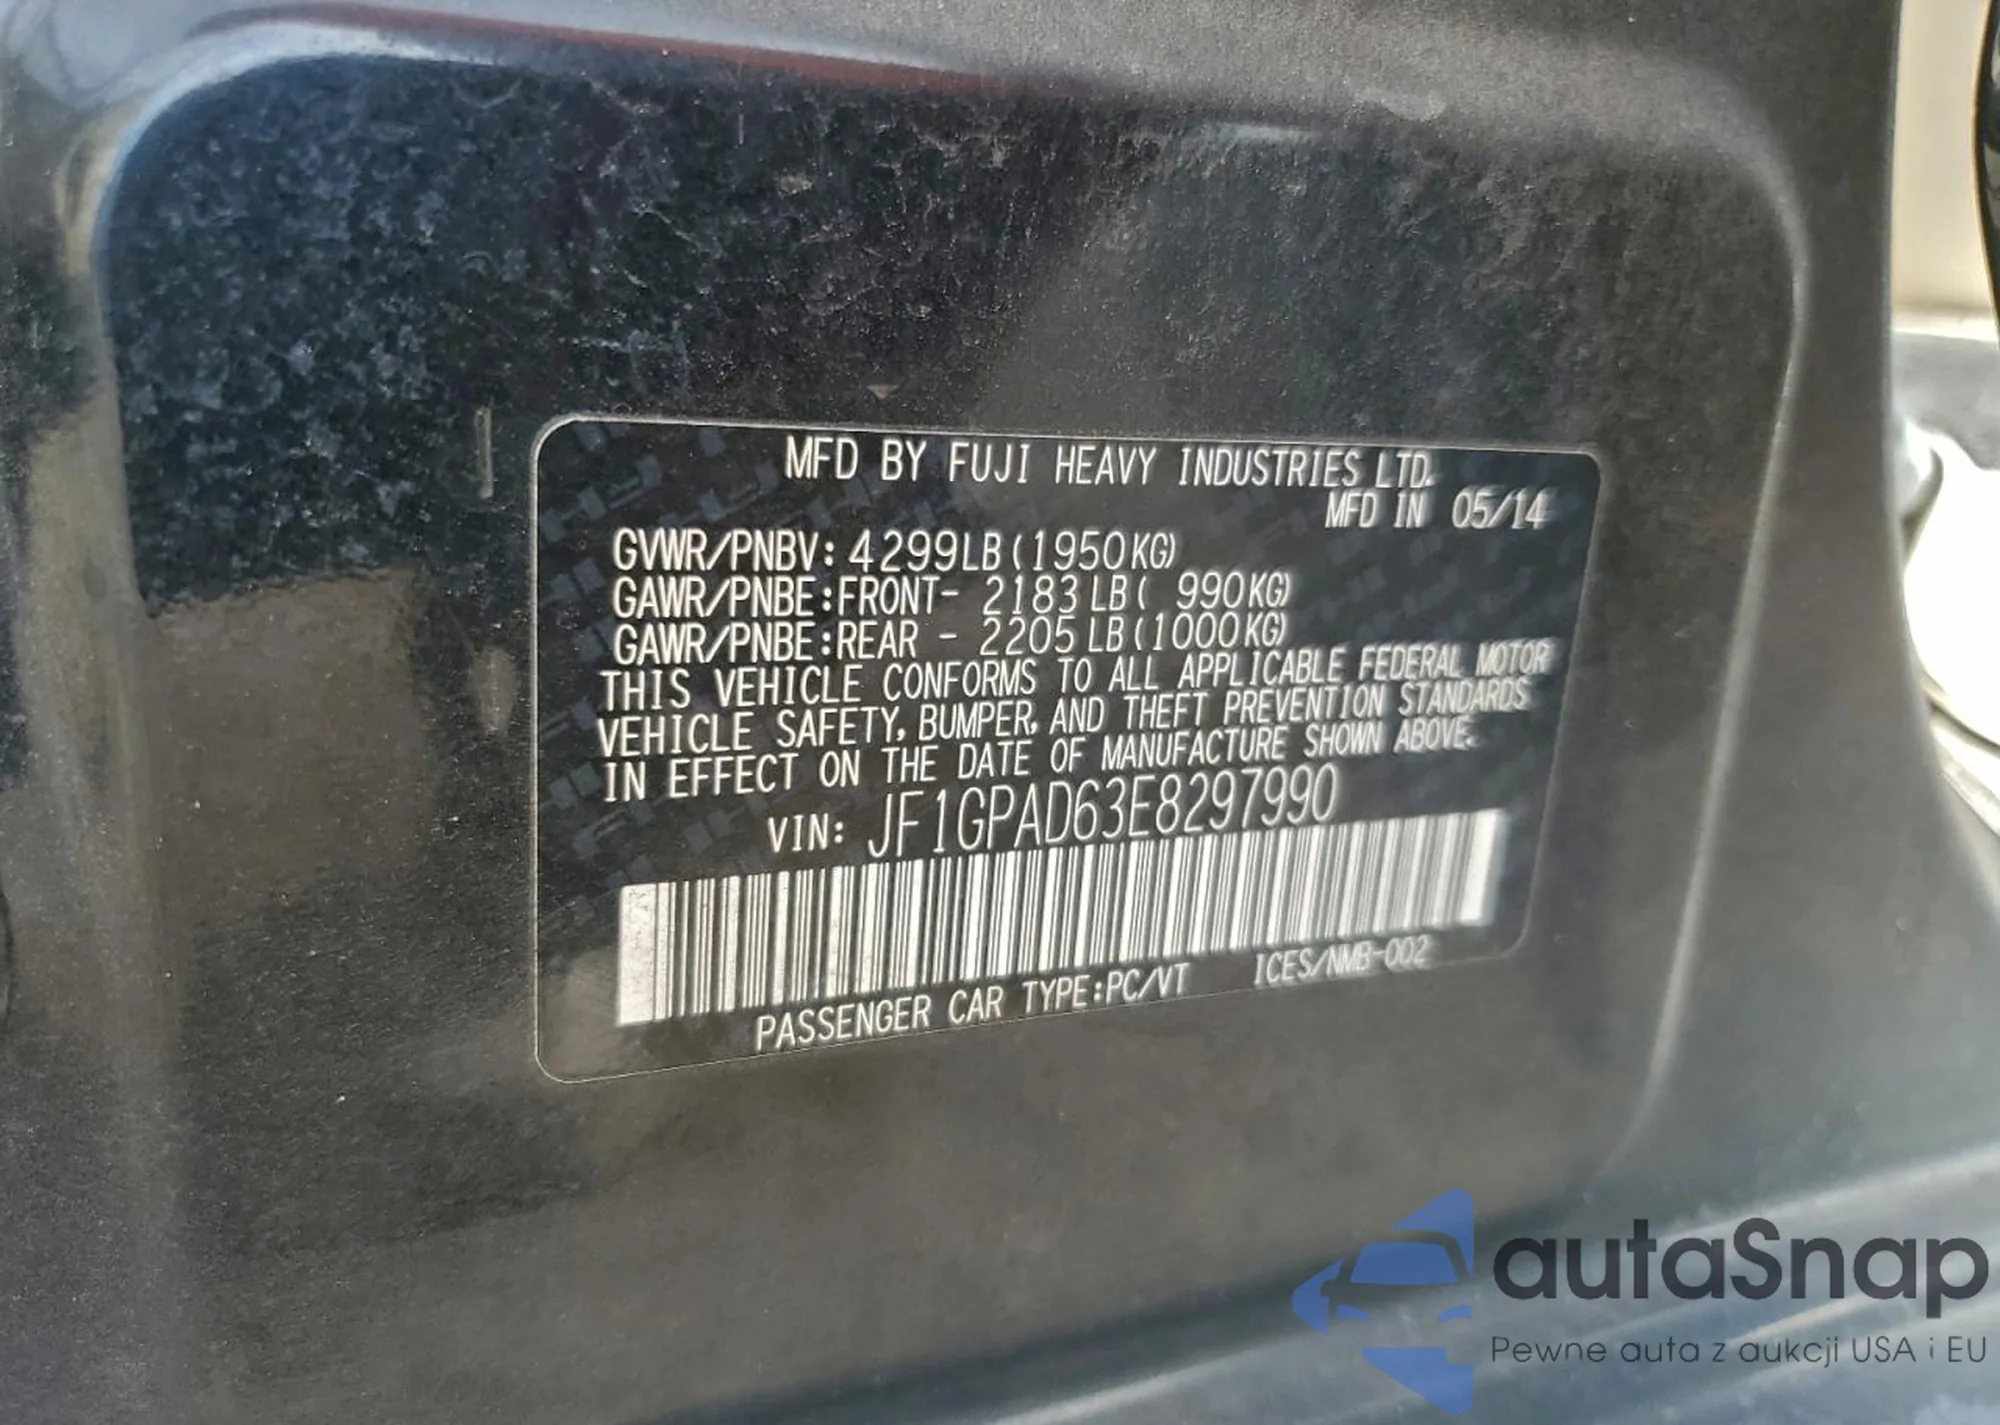 MFD BY FUJI HEAVY INDUSTRIES LTD.
MFD IN 05/14
GVWR/PNBV: 4299LB (1950KG)
GAWR/PNBE:FRONT- 2183 LB( 990KG)
GAWR/PNBE:REAR - 2205 LB(1000KG)
THIS VEHICLE CONFORMS TO ALL APPLICABLE FEDERAL MOTOR
VEHICLE SAFETY, BUMPER, AND THEFT PREVENTION STANDARDS
IN EFFECT ON THE DATE OF MANUFACTURE SHOWN ABOVE.
VIN: JF1GPAD63E8297990
PASSENGER CAR TYPE:PC/VT ICES/NMB-002
autaSnap
Pewne auta z aukcji USA i EU